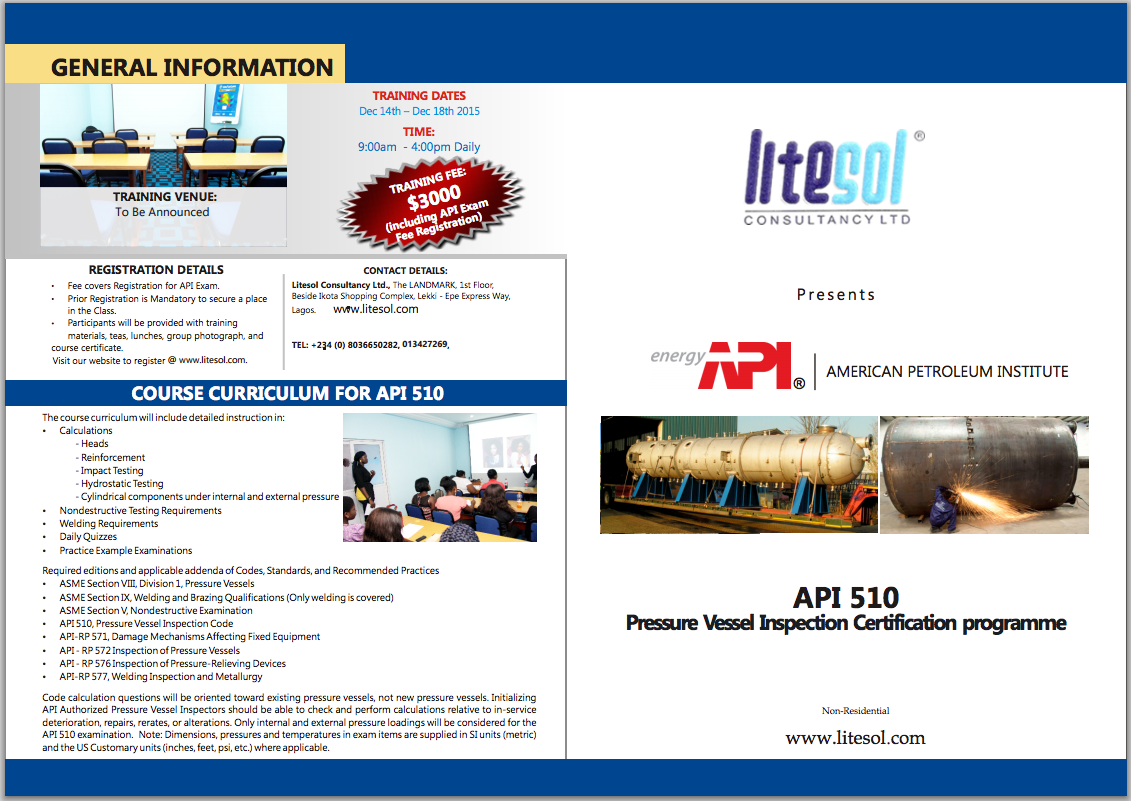 GENERAL INFORMATION
TRAINING VENUE:
To Be Announced
TRAINING DATES
Dec 14th – Dec 18th 2015
TIME:
9:00am - 4:00pm Daily
TRAINING FEE:
$3000
(including API Exam
Fee Registration)
REGISTRATION DETAILS
• Fee covers Registration for API Exam.
• Prior Registration is Mandatory to secure a place
in the Class.
• Participants will be provided with training
materials, teas, lunches, group photograph, and
course certificate.
Visit our website to register @ www.litesol.com.
CONTACT DETAILS:
Litesol Consultancy Ltd., The LANDMARK, 1st Floor,
Beside Ikota Shopping Complex, Lekki - Epe Express Way,
Lagos. www.litesol.com
TEL: +234 (0) 8036650282, 013427269,
COURSE CURRICULUM FOR API 510
The course curriculum will include detailed instruction in:
• Calculations
- Heads
- Reinforcement
- Impact Testing
- Hydrostatic Testing
- Cylindrical components under internal and external pressure
• Nondestructive Testing Requirements
• Welding Requirements
• Daily Quizzes
• Practice Example Examinations
Required editions and applicable addenda of Codes, Standards, and Recommended Practices
• ASME Section VIII, Division 1, Pressure Vessels
• ASME Section IX, Welding and Brazing Qualifications (Only welding is covered)
• ASME Section V, Nondestructive Examination
• API 510, Pressure Vessel Inspection Code
• API-RP 571, Damage Mechanisms Affecting Fixed Equipment
• API - RP 572 Inspection of Pressure Vessels
• API - RP 576 Inspection of Pressure-Relieving Devices
• API-RP 577, Welding Inspection and Metallurgy
Code calculation questions will be oriented toward existing pressure vessels, not new pressure vessels. Initializing
API Authorized Pressure Vessel Inspectors should be able to check and perform calculations relative to in-service
deterioration, repairs, rerates, or alterations. Only internal and external pressure loadings will be considered for the
API 510 examination. Note: Dimensions, pressures and temperatures in exam items are supplied in SI units (metric)
and the US Customary units (inches, feet, psi, etc.) where applicable.
litesol ®
CONSULTANCY LTD
Presents
energy API ® | AMERICAN PETROLEUM INSTITUTE
API 510
Pressure Vessel Inspection Certification programme
Non-Residential
www.litesol.com